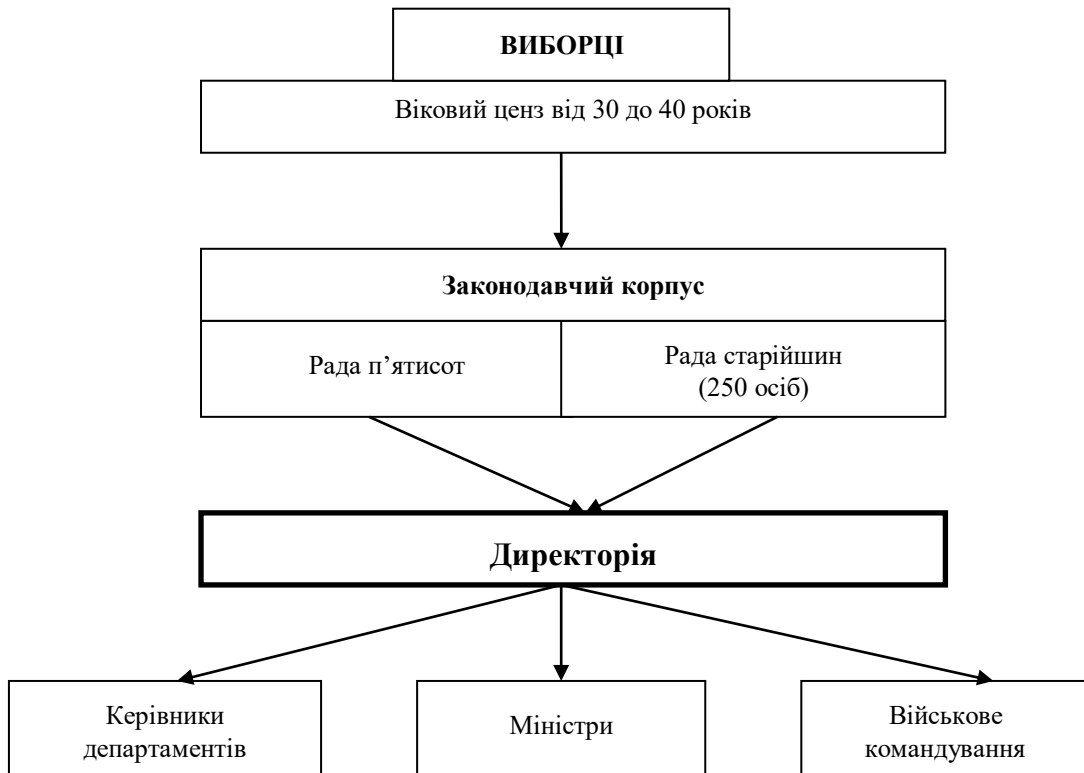 ВИБОРЦІ
Віковий ценз від 30 до 40 років
Законодавчий корпус
Рада п’ятисот
Рада старійшин
(250 осіб)
Директорія
Керівники
департаментів
Міністри
Військове
командування